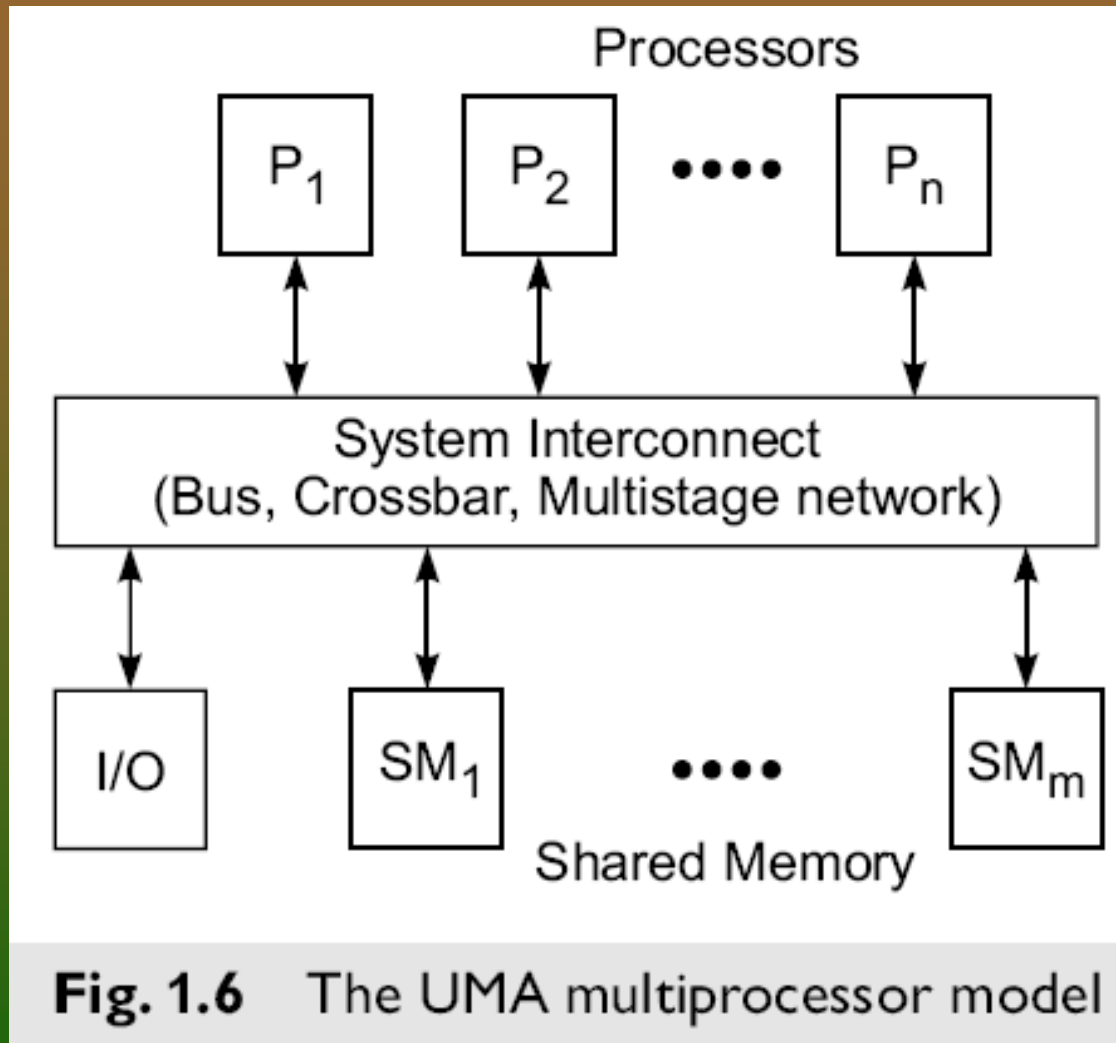 Processors
P1 P2 •••• Pn
System Interconnect
(Bus, Crossbar, Multistage network)
I/O SM1 •••• SMm
Shared Memory
Fig. 1.6 The UMA multiprocessor model